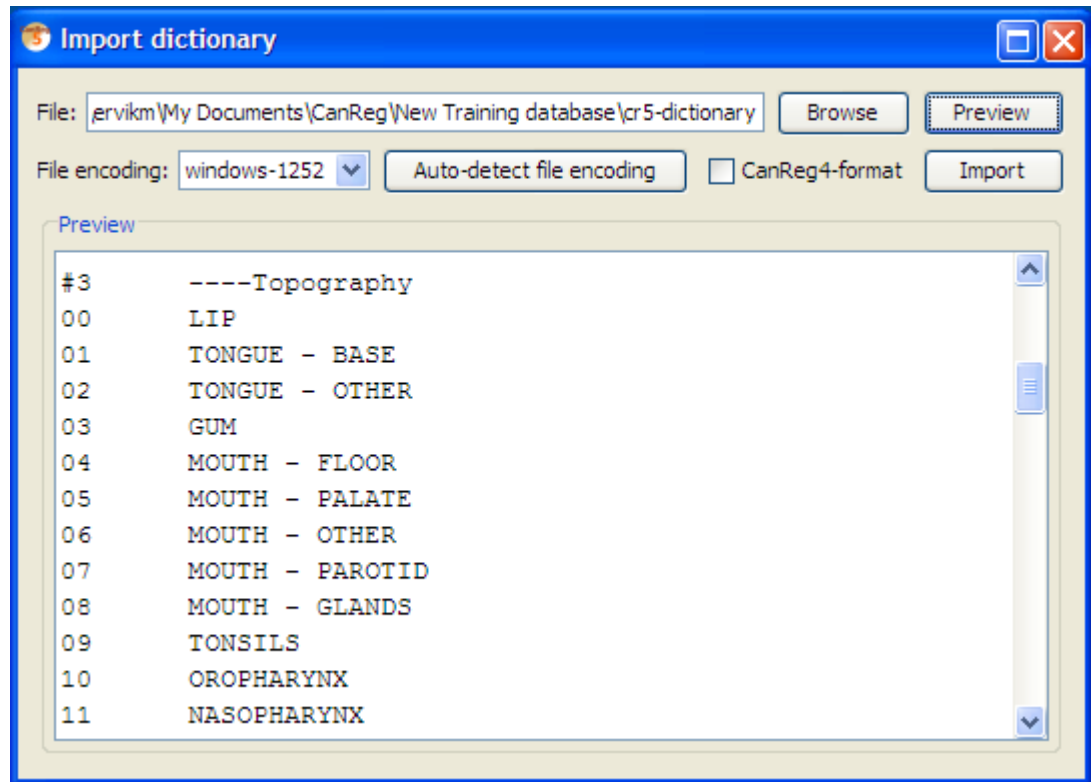 Import dictionary
File: ervikm\My Documents\CanReg\New Training database\cr5-dictionary Browse Preview
File encoding: windows-1252 Auto-detect file encoding CanReg4-format Import
Preview
#3 ----Topography
00 LIP
01 TONGUE - BASE
02 TONGUE - OTHER
03 GUM
04 MOUTH - FLOOR
05 MOUTH - PALATE
06 MOUTH - OTHER
07 MOUTH - PAROTID
08 MOUTH - GLANDS
09 TONSILS
10 OROPHARYNX
11 NASOPHARYNX